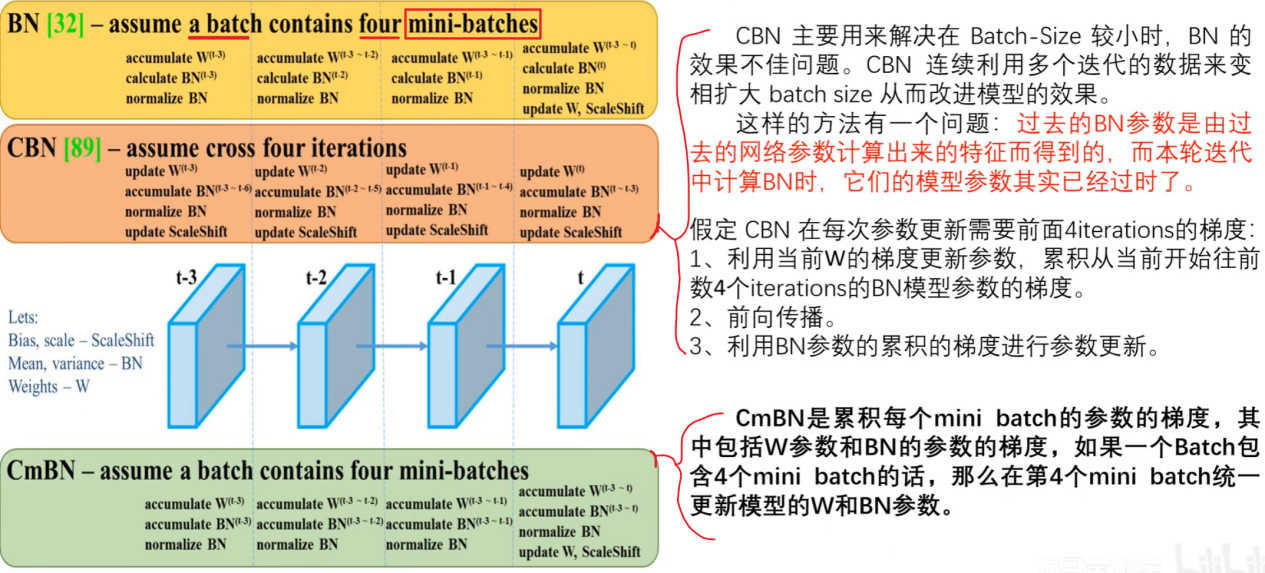 BN [32] – assume a batch contains four mini-batches
accumulate W(t-3) accumulate W(t-3 ~ t-2) accumulate W(t-3 ~ t-1) accumulate W(t-3 ~ t)
calculate BN(t-3) calculate BN(t-2) calculate BN(t-1) calculate BN(t)
normalize BN normalize BN normalize BN normalize BN
update W, ScaleShift
CBN [89] – assume cross four iterations
update W(t-3) update W(t-2) update W(t-1) update W(t)
accumulate BN(t-3 ~ t-6) accumulate BN(t-2 ~ t-5) accumulate BN(t-1 ~ t-4) accumulate BN(t ~ t-3)
normalize BN normalize BN normalize BN normalize BN
update ScaleShift update ScaleShift update ScaleShift update ScaleShift
t-3 t-2 t-1 t
Lets:
Bias, scale – ScaleShift
Mean, variance – BN
Weights – W
CmBN – assume a batch contains four mini-batches
accumulate W(t-3) accumulate W(t-3 ~ t-2) accumulate W(t-3 ~ t-1) accumulate W(t-3 ~ t)
accumulate BN(t-3) accumulate BN(t-3 ~ t-2) accumulate BN(t-3 ~ t-1) accumulate BN(t-3 ~ t)
normalize BN normalize BN normalize BN normalize BN
update W, ScaleShift
CBN 主要用来解决在 Batch-Size 较小时，BN 的
效果不佳问题。CBN 连续利用多个迭代的数据来变
相扩大 batch size 从而改进模型的效果。
这样的方法有一个问题：过去的BN参数是由过
去的网络参数计算出来的特征而得到的，而本轮迭代
中计算BN时，它们的模型参数其实已经过时了。
假定 CBN 在每次参数更新需要前面4iterations的梯度：
1、利用当前W的梯度更新参数，累积从当前开始往前
数4个iterations的BN模型参数的梯度。
2、前向传播。
3、利用BN参数的累积的梯度进行参数更新。
CmBN是累积每个mini batch的参数的梯度，其
中包括W参数和BN的参数的梯度，如果一个Batch包
含4个mini batch的话，那么在第4个mini batch统一
更新模型的W和BN参数。